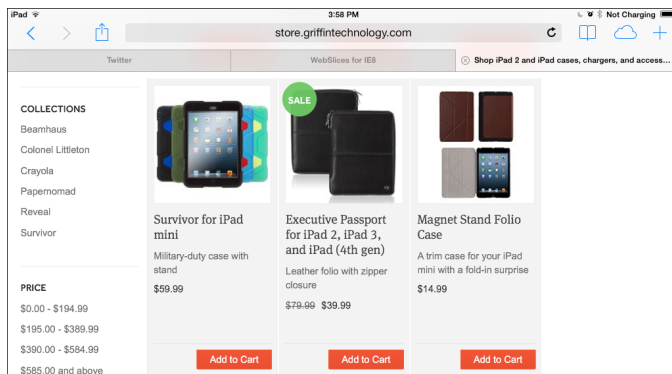 iPad
3:58 PM
Not Charging
store.griffintechnology.com
Twitter
WebSlices for IE8
Shop iPad 2 and iPad cases, chargers, and access...
COLLECTIONS
Beamhaus
Colonel Littleton
Crayola
Papernomad
Reveal
Survivor
PRICE
$0.00 - $194.99
$195.00 - $389.99
$390.00 - $584.99
$585.00 and above
Survivor for iPad
mini
Military-duty case with
stand
$59.99
Add to Cart
SALE
Executive Passport
for iPad 2, iPad 3,
and iPad (4th gen)
Leather folio with zipper
closure
$79.99 $39.99
Add to Cart
Magnet Stand Folio
Case
A trim case for your iPad
mini with a fold-in surprise
$14.99
Add to Cart